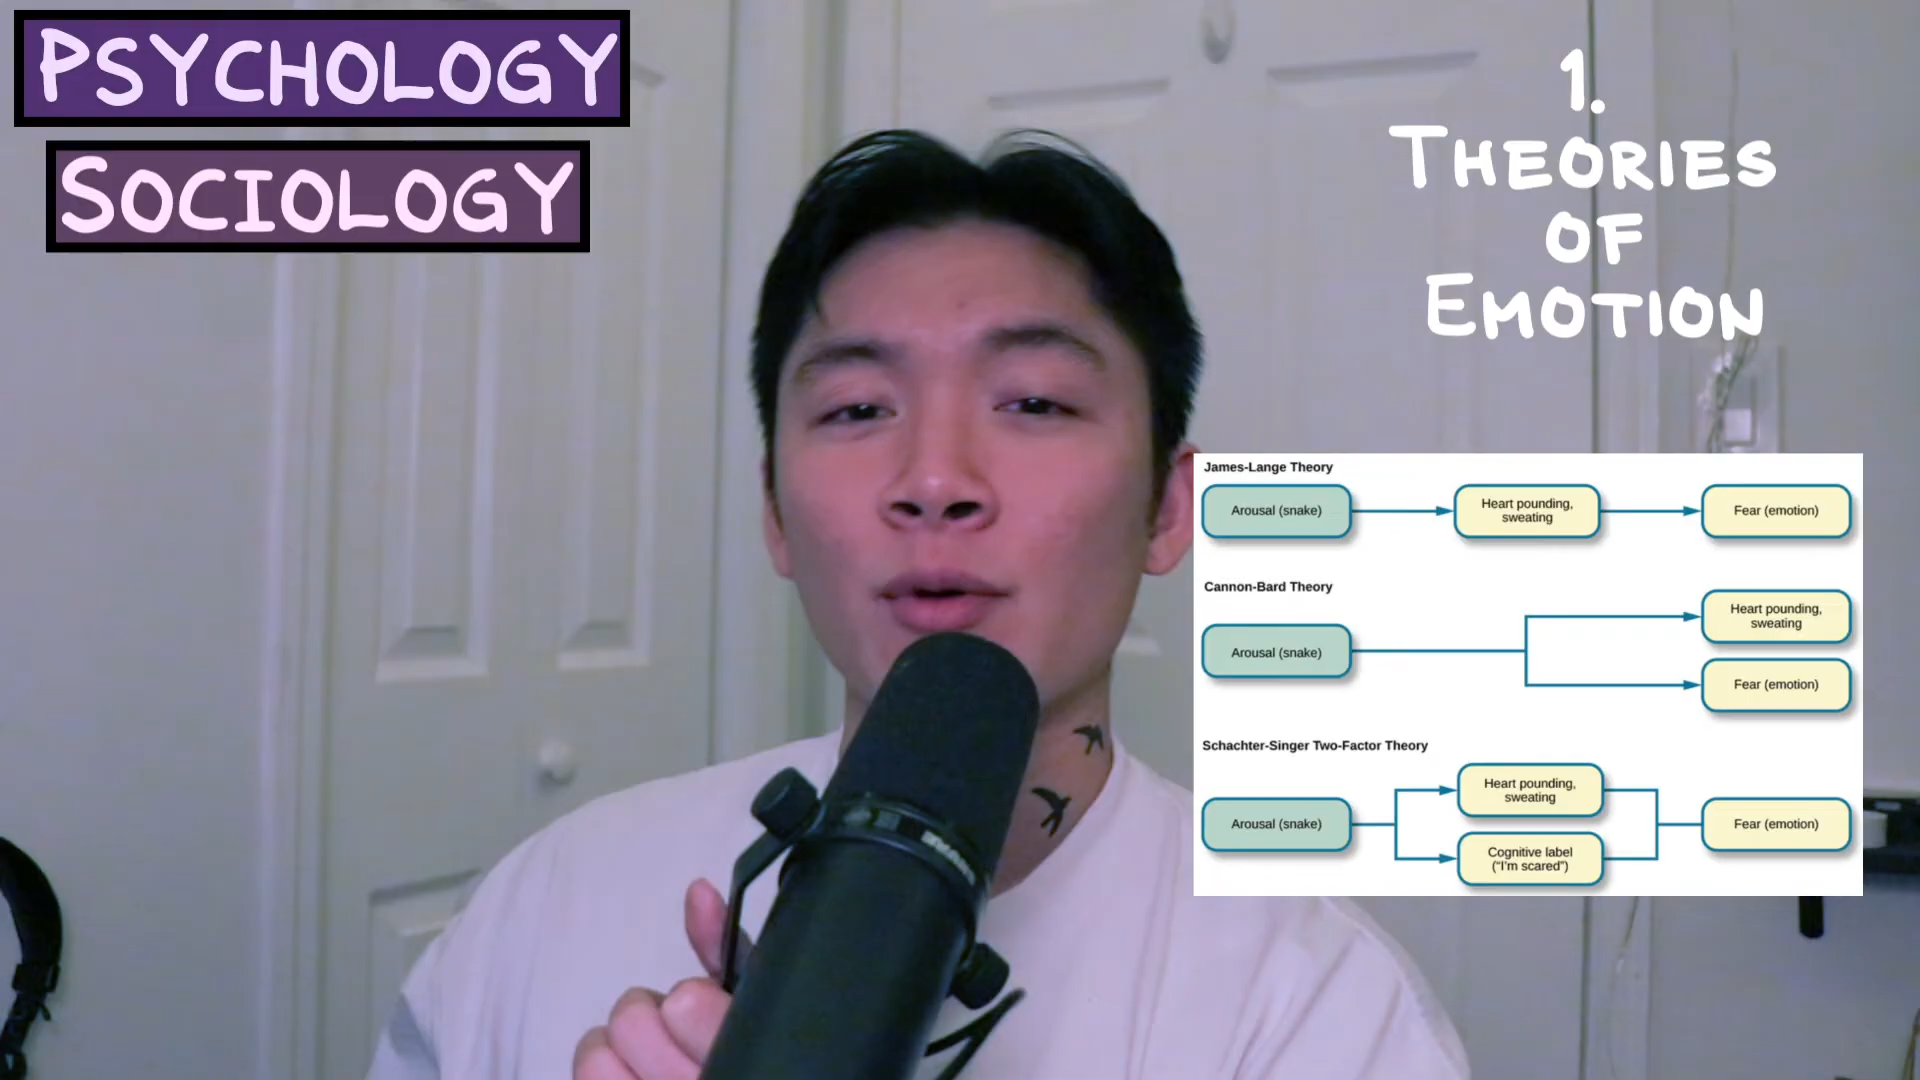 PSYCHOLOGY
SOCIOLOGY
1.
THEORIES
OF
EMOTION
James-Lange Theory
Arousal (snake)
Heart pounding,
sweating
Fear (emotion)
Cannon-Bard Theory
Arousal (snake)
Heart pounding,
sweating
Fear (emotion)
Schachter-Singer Two-Factor Theory
Arousal (snake)
Heart pounding,
sweating
Cognitive label
(“I’m scared”)
Fear (emotion)